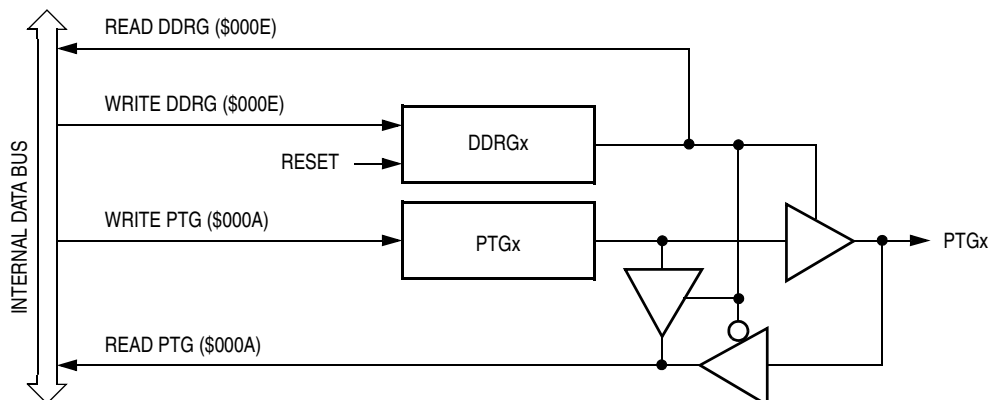 READ DDRG ($000E)
WRITE DDRG ($000E)
DDRGx
RESET
INTERNAL DATA BUS
WRITE PTG ($000A)
PTGx
PTGx
READ PTG ($000A)